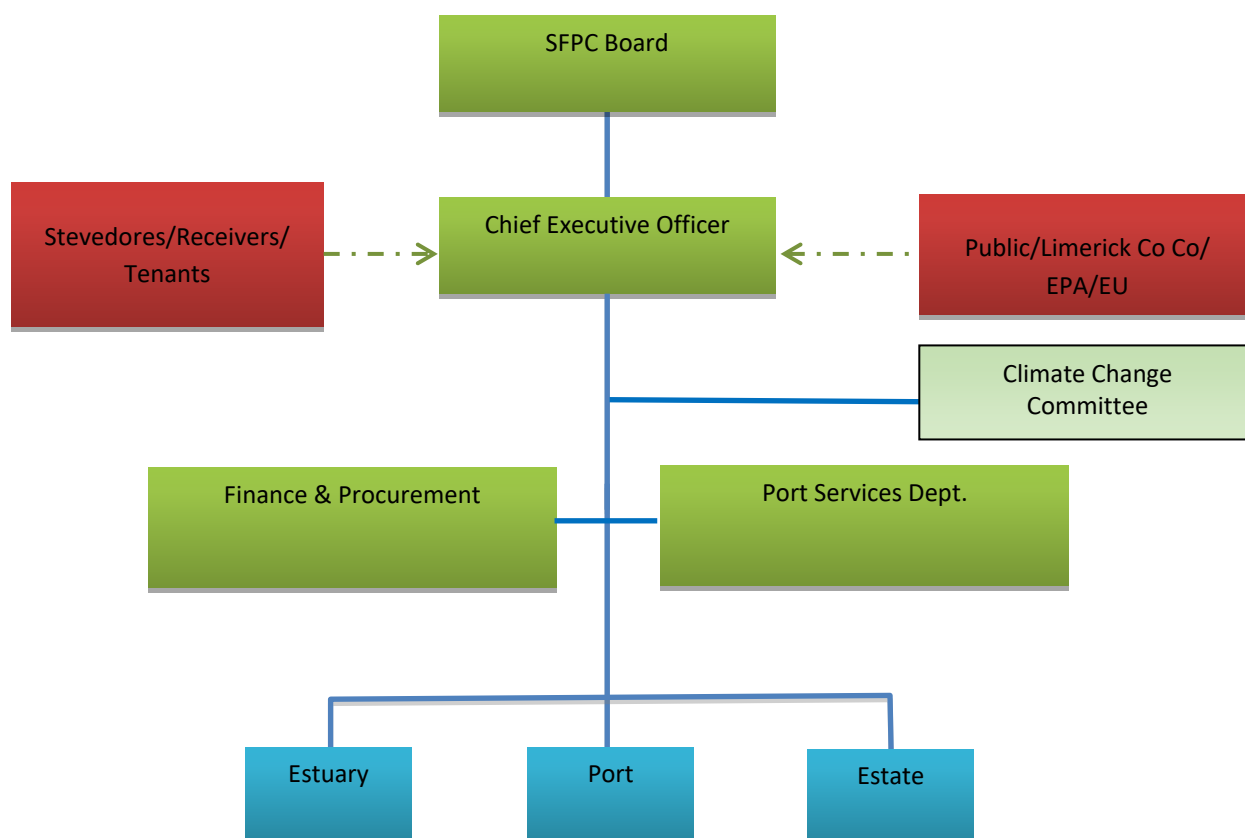 SFPC Board
Stevedores/Receivers/
Tenants
Chief Executive Officer
Public/Limerick Co Co/
EPA/EU
Climate Change
Committee
Finance & Procurement
Port Services Dept.
Estuary
Port
Estate